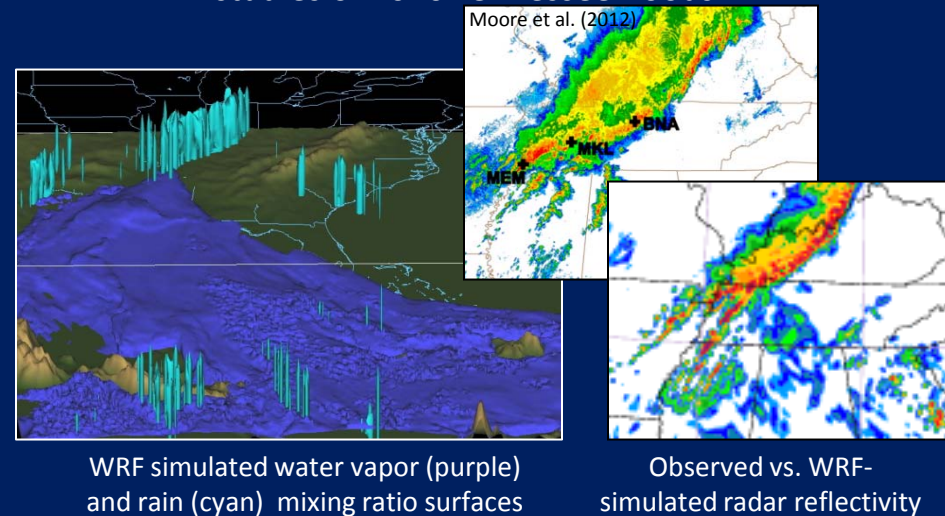 Moore et al. (2012)
BNA
MKL
MEM
WRF simulated water vapor (purple)
and rain (cyan) mixing ratio surfaces
Observed vs. WRF-
simulated radar reflectivity